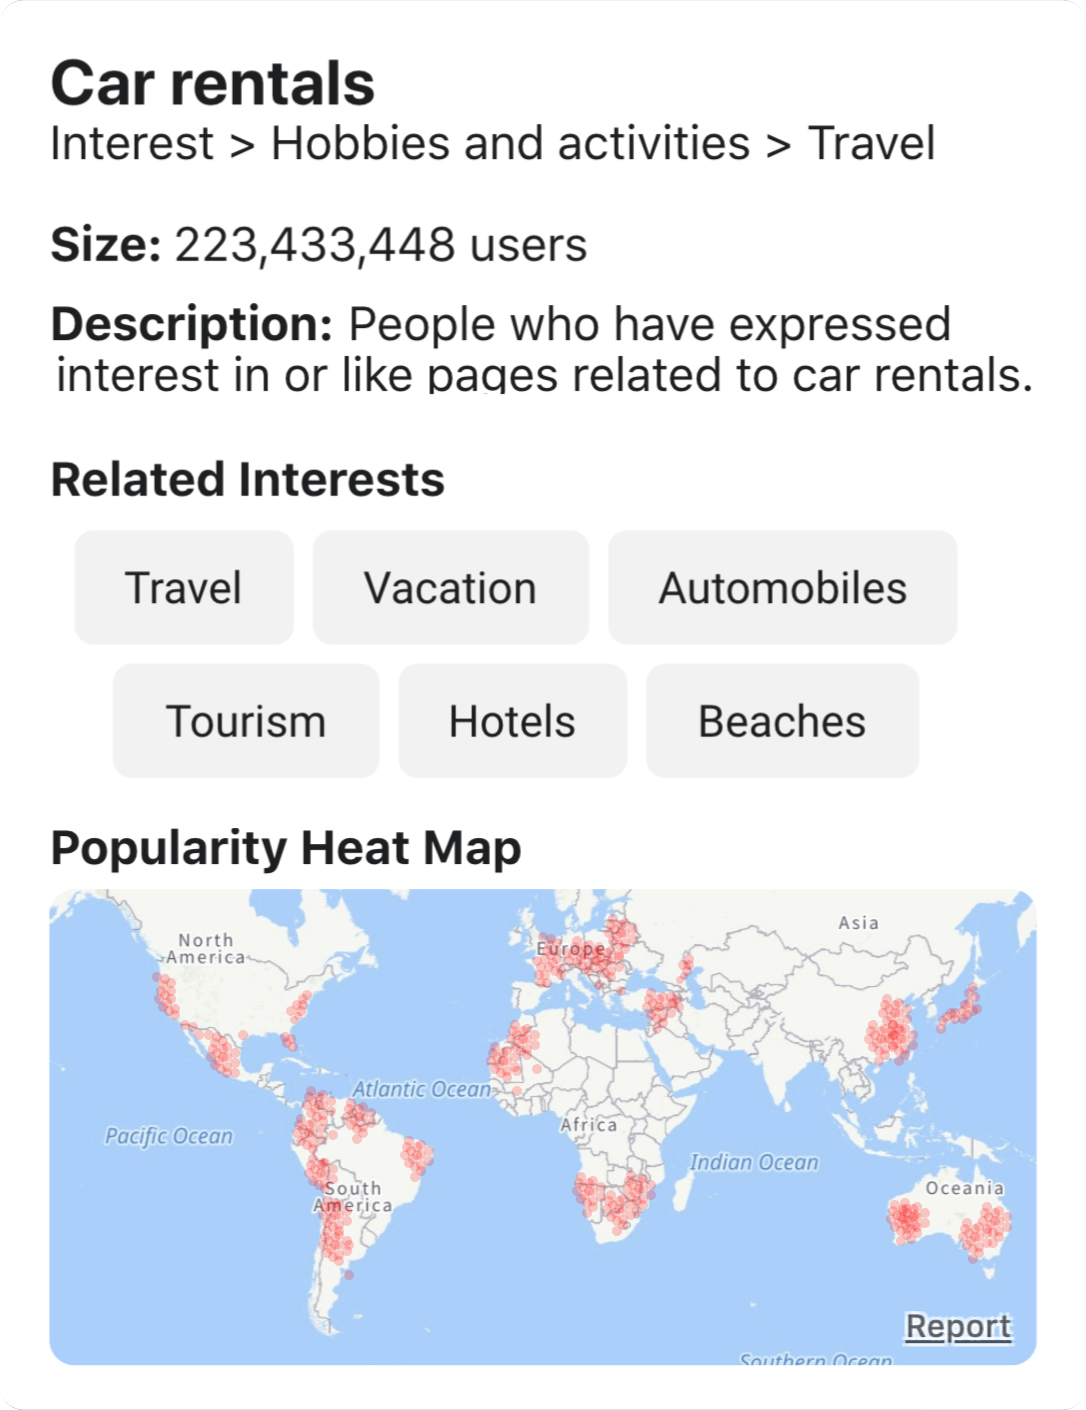 Car rentals
Interest > Hobbies and activities > Travel
Size: 223,433,448 users
Description: People who have expressed
interest in or like pages related to car rentals.
Related Interests
Travel
Vacation
Automobiles
Tourism
Hotels
Beaches
Popularity Heat Map
North
America
Europe
Asia
Atlantic Ocean
Africa
Pacific Ocean
Indian Ocean
South
America
Oceania
Report
Southern Ocean